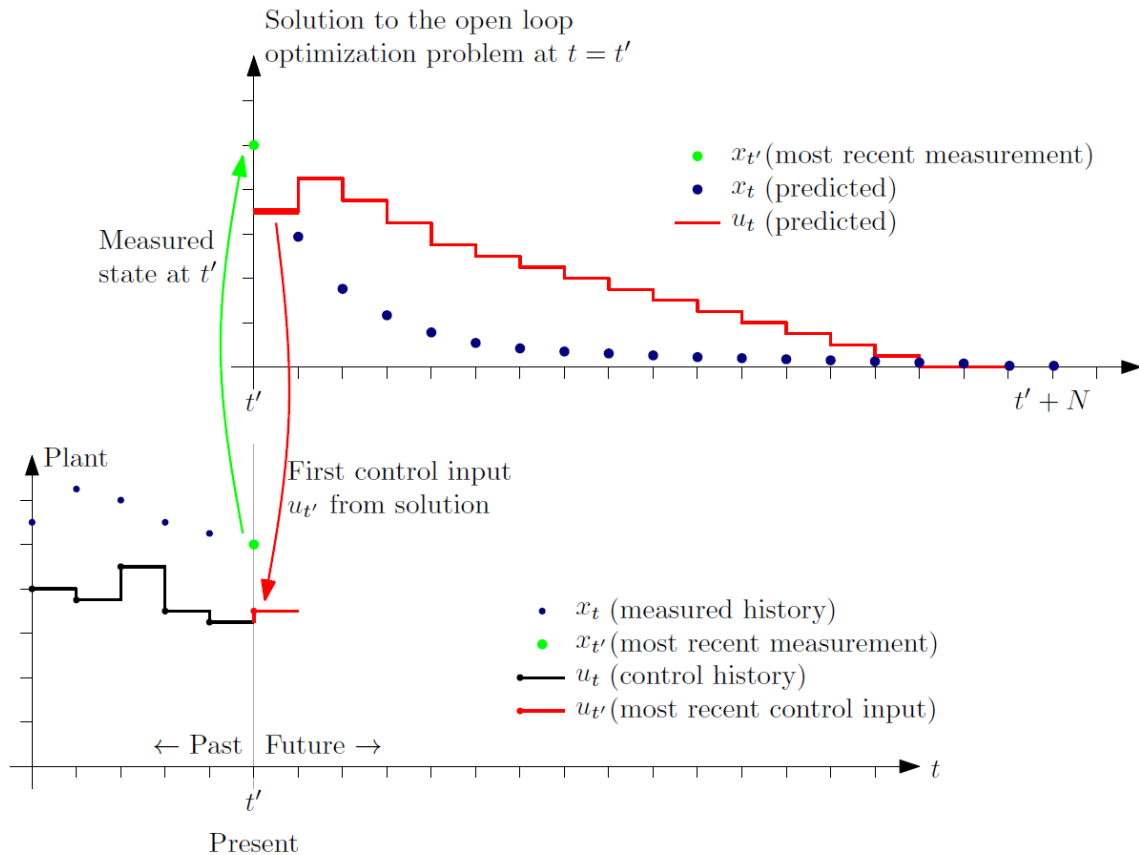 Solution to the open loop
optimization problem at t = t′
x_{t′} (most recent measurement)
x_t (predicted)
u_t (predicted)
Measured
state at t′
t′
t′ + N
Plant
First control input
u_{t′} from solution
x_t (measured history)
x_{t′} (most recent measurement)
u_t (control history)
u_{t′} (most recent control input)
← Past Future →
t
t′
Present